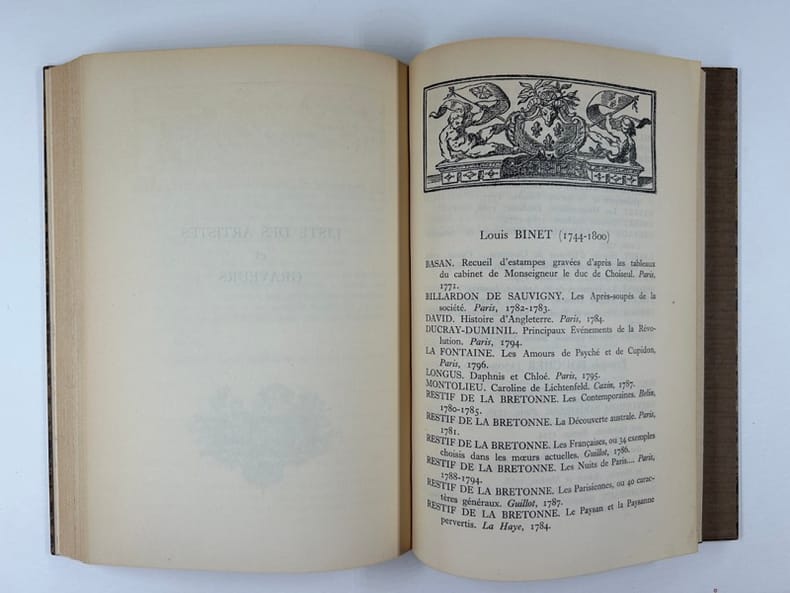 LISTE DES ARTISTES
et
GRAVEURS
Louis BINET (1744-1800)
BASAN. Recueil d'estampes gravées d'après les tableaux
du cabinet de Monseigneur le duc de Choiseul. Paris,
1771.
BILLARDON DE SAUVIGNY. Les Après-soupés de la
société. Paris, 1782-1783.
DAVID. Histoire d'Angleterre. Paris, 1784.
DUCRAY-DUMINIL. Principaux Événements de la Révo-
lution. Paris, 1794.
LA FONTAINE. Les Amours de Psyché et de Cupidon,
Paris, 1796.
LONGUS. Daphnis et Chloé. Paris, 1795.
MONTOLIEU. Caroline de Lichtenfeld. Cazin, 1787.
RESTIF DE LA BRETONNE. Les Contemporaines. Belin,
1780-1785.
RESTIF DE LA BRETONNE. La Découverte australe. Paris,
1781.
RESTIF DE LA BRETONNE. Les Françaises, ou 34 exemples
choisis dans les mœurs actuelles. Guillot, 1786.
RESTIF DE LA BRETONNE. Les Nuits de Paris.... Paris,
1788-1794.
RESTIF DE LA BRETONNE. Les Parisiennes, ou 40 carac-
tères généraux. Guillot, 1787.
RESTIF DE LA BRETONNE. Le Paysan et la Paysanne
pervertis. La Haye, 1784.